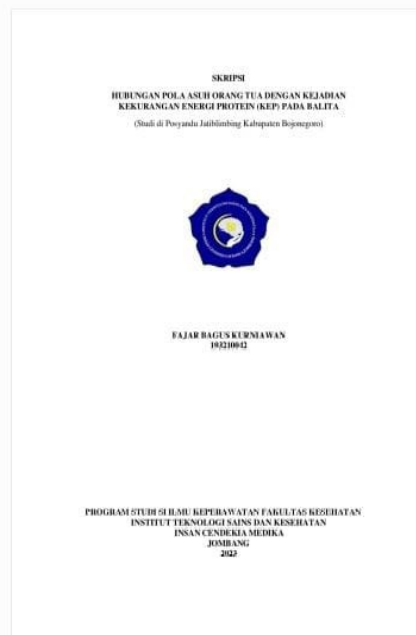 SKRIPSI
HUBUNGAN POLA ASUH ORANG TUA DENGAN KEJADIAN
KEKURANGAN ENERGI PROTEIN (KEP) PADA BALITA
(Studi di Posyandu Jatiblimbing Kabupaten Bojonegoro)
FAJAR BAGUS KURNIAWAN
193210042
PROGRAM STUDI S1 ILMU KEPERAWATAN FAKULTAS KESEHATAN
INSTITUT TEKNOLOGI SAINS DAN KESEHATAN
INSAN CENDEKIA MEDIKA
JOMBANG
2023